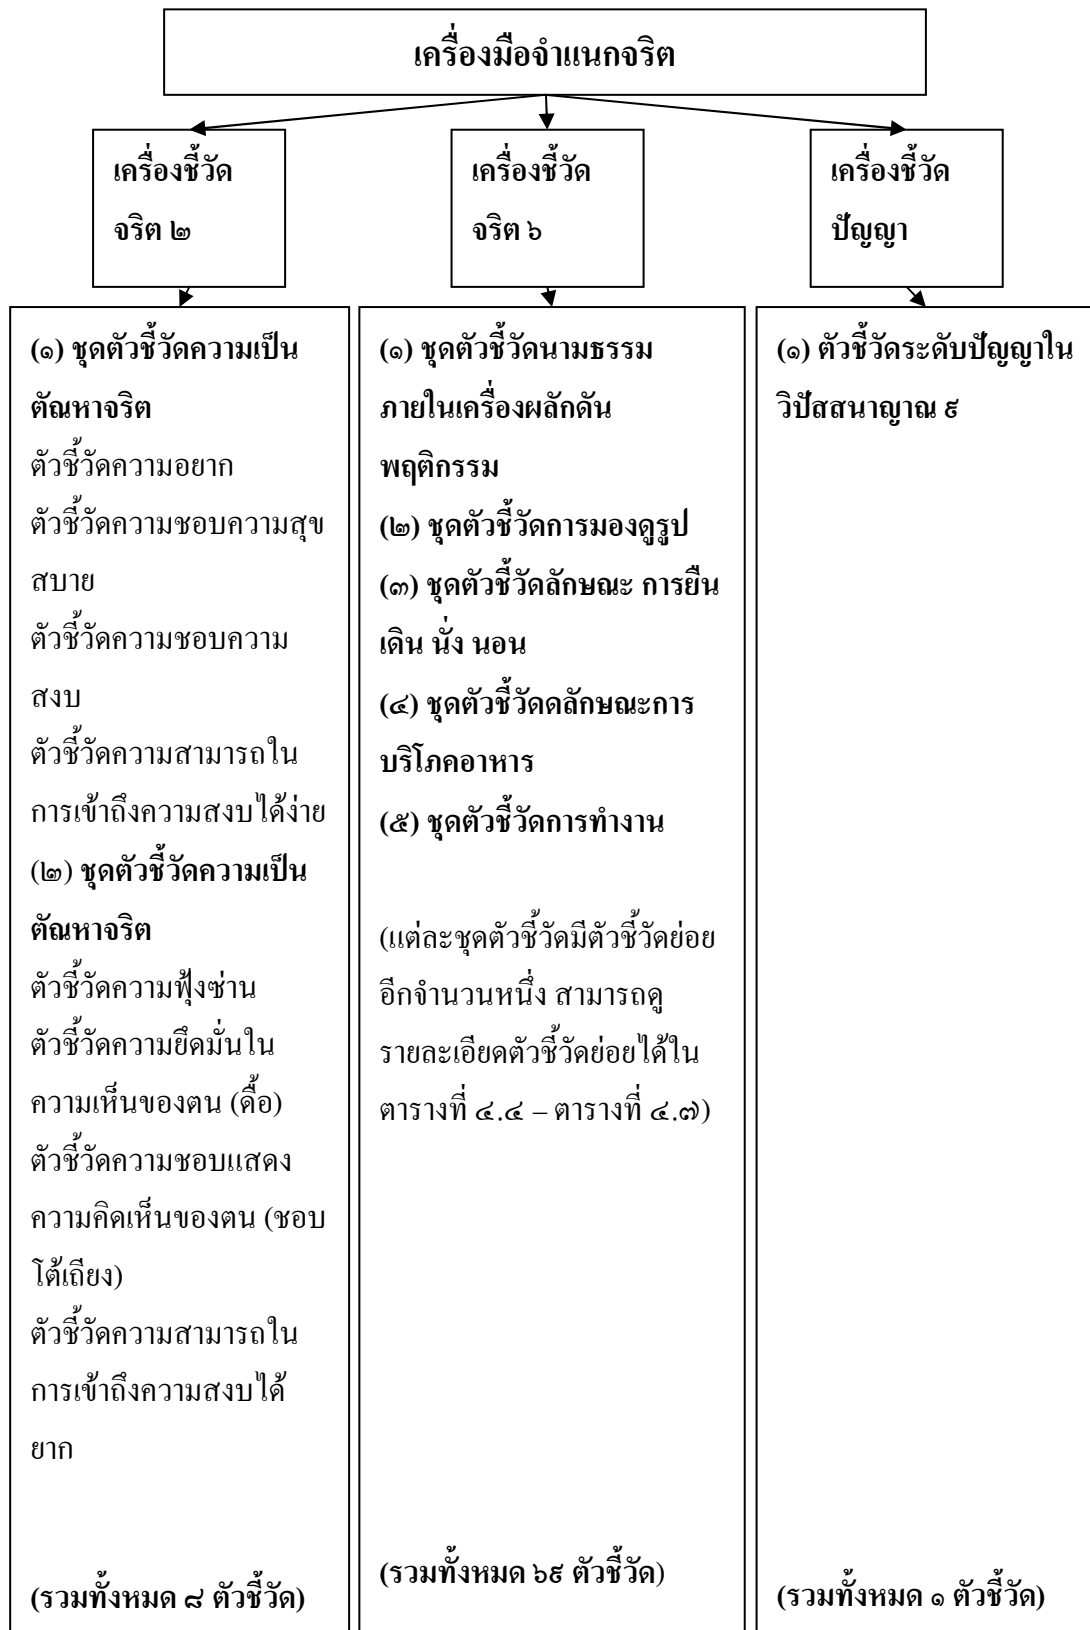 เครื่องมือจำแนกจริต
เครื่องชี้วัด
จริต ๒
เครื่องชี้วัด
จริต ๖
เครื่องชี้วัด
ปัญญา
(๑) ชุดตัวชี้วัดความเป็น
ตัณหาจริต
ตัวชี้วัดความอยาก
ตัวชี้วัดความชอบความสุข
สบาย
ตัวชี้วัดความชอบความ
สงบ
ตัวชี้วัดความสามารถใน
การเข้าถึงความสงบได้ง่าย
(๒) ชุดตัวชี้วัดความเป็น
ตัณหาจริต
ตัวชี้วัดความฟุ้งซ่าน
ตัวชี้วัดความยึดมั่นใน
ความเห็นของตน (ดื้อ)
ตัวชี้วัดความชอบแสดง
ความคิดเห็นของตน (ชอบ
โต้เถียง)
ตัวชี้วัดความสามารถใน
การเข้าถึงความสงบได้
ยาก
(รวมทั้งหมด ๘ ตัวชี้วัด)
(๑) ชุดตัวชี้วัดนามธรรม
ภายในเครื่องผลักดัน
พฤติกรรม
(๒) ชุดตัวชี้วัดการมองดูรูป
(๓) ชุดตัวชี้วัดลักษณะ การยืน
เดิน นั่ง นอน
(๔) ชุดตัวชี้วัดดลักษณะการ
บริโภคอาหาร
(๕) ชุดตัวชี้วัดการทำงาน
(แต่ละชุดตัวชี้วัดมีตัวชี้วัดย่อย
อีกจำนวนหนึ่ง สามารถดู
รายละเอียดตัวชี้วัดย่อยได้ใน
ตารางที่ ๔.๔ – ตารางที่ ๔.๗)
(รวมทั้งหมด ๖๙ ตัวชี้วัด)
(๑) ตัวชี้วัดระดับปัญญาใน
วิปัสสนาญาณ ๙
(รวมทั้งหมด ๑ ตัวชี้วัด)